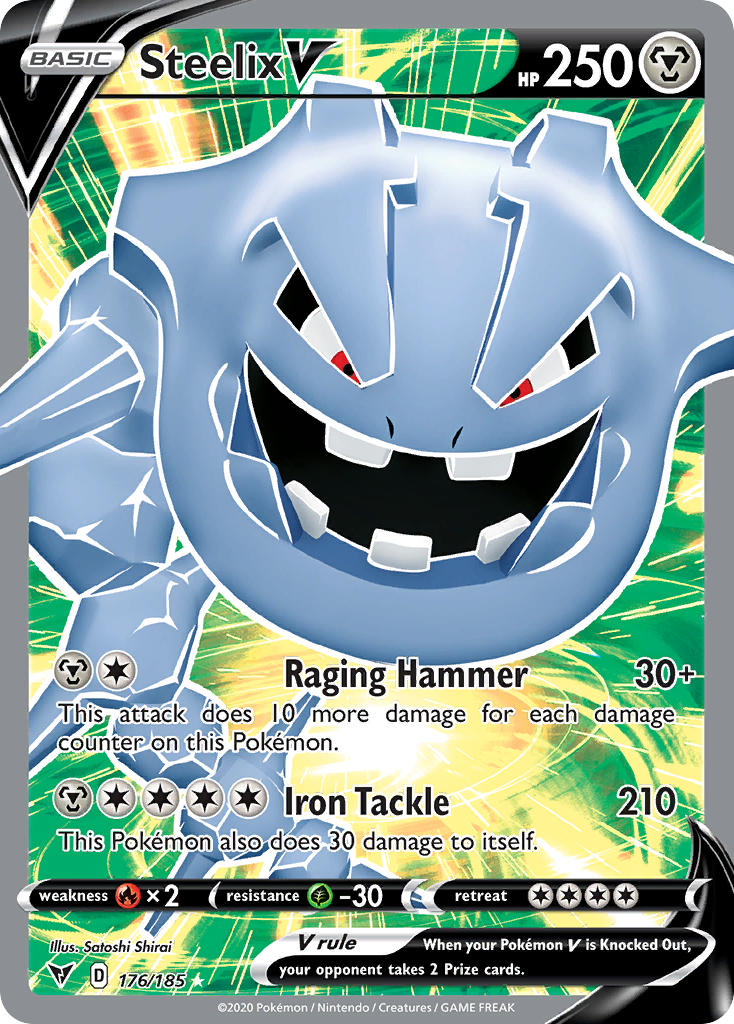 BASIC Steelix V HP 250
Raging Hammer 30+
This attack does 10 more damage for each damage
counter on this Pokémon.
Iron Tackle 210
This Pokémon also does 30 damage to itself.
weakness ×2 resistance -30 retreat
Illus. Satoshi Shirai
V rule When your Pokémon V is Knocked Out,
your opponent takes 2 Prize cards.
D 176/185
©2020 Pokémon / Nintendo / Creatures / GAME FREAK